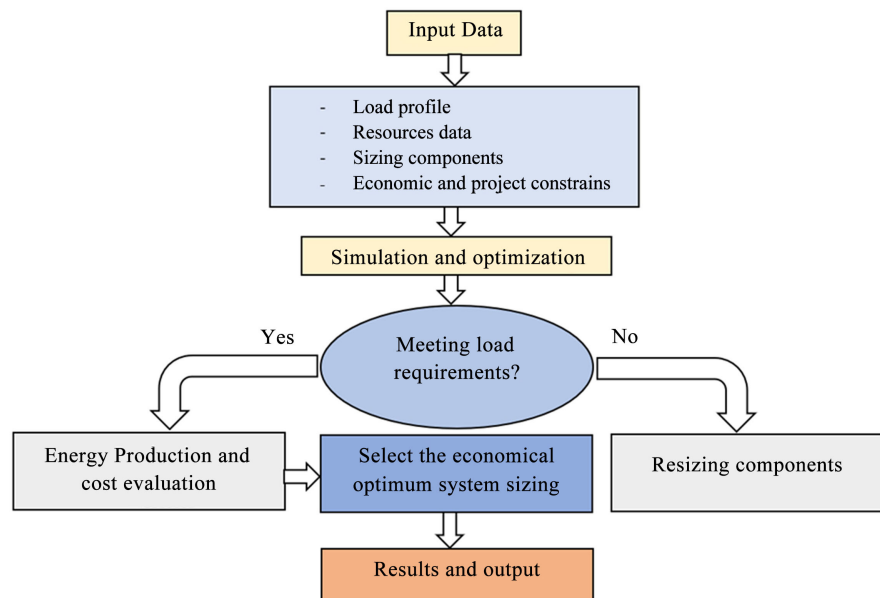 Input Data
- Load profile
- Resources data
- Sizing components
- Economic and project constrains
Simulation and optimization
Yes
Meeting load
requirements?
No
Energy Production and
cost evaluation
Select the economical
optimum system sizing
Resizing components
Results and output